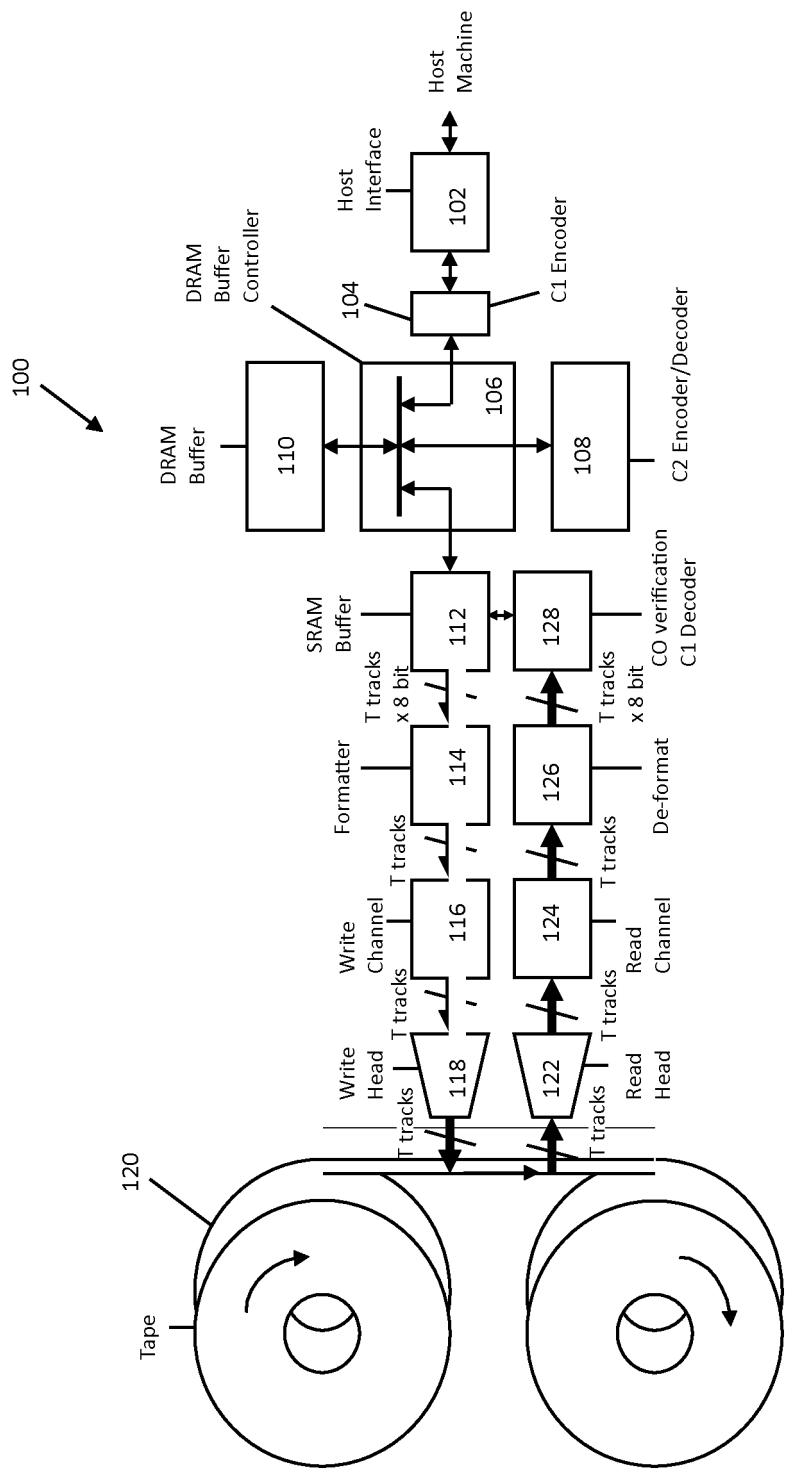 100
DRAM
Buffer
110
DRAM
Buffer
Controller
106
108
C2 Encoder/Decoder
104
C1 Encoder
Host
Interface
102
Host
Machine
SRAM
Buffer
112
128
CO verification
C1 Decoder
T tracks
x 8 bit
T tracks
x 8 bit
Formatter
114
126
De-format
T tracks
T tracks
Write
Channel
116
124
Read
Channel
T tracks
T tracks
Write
Head
118
122
Read
Head
T tracks
T tracks
120
Tape